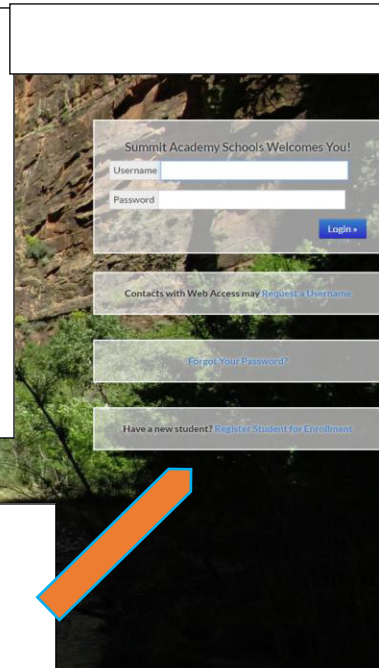 Summit Academy Schools Welcomes You!
Username
Password
Login »
Contacts with Web Access may Request a Username
Forgot Your Password?
Have a new student? Register Student for Enrollment